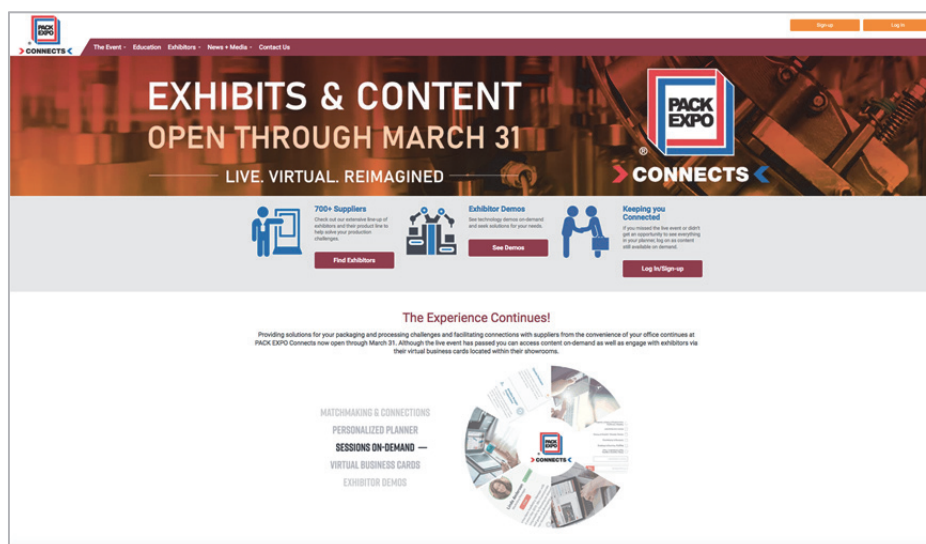 PACK
EXPO
CONNECTS
Sign up
Log In
The Event
Education
Exhibitors
News + Media
Contact Us
EXHIBITS & CONTENT
OPEN THROUGH MARCH 31
LIVE. VIRTUAL. REIMAGINED
PACK
EXPO
®
CONNECTS
700+ Suppliers
Check out our extensive line-up of
exhibitors and their product line to
help solve your production
challenges.
Find Exhibitors
Exhibitor Demos
See technology demos on-demand
and seek solutions for your needs.
See Demos
Keeping you
Connected
If you missed the live event or didn't
get an opportunity to see everything
in your planner, log on as content
still available on demand.
Log In/Sign-up
The Experience Continues!
Providing solutions for your packaging and processing challenges and facilitating connections with suppliers from the convenience of your office continues at
PACK EXPO Connects now open through March 31. Although the live event has passed you can access content on-demand as well as engage with exhibitors via
their virtual business cards located within their showrooms.
MATCHMAKING & CONNECTIONS
PERSONALIZED PLANNER
SESSIONS ON-DEMAND
VIRTUAL BUSINESS CARDS
EXHIBITOR DEMOS
PACK
EXPO
CONNECTS